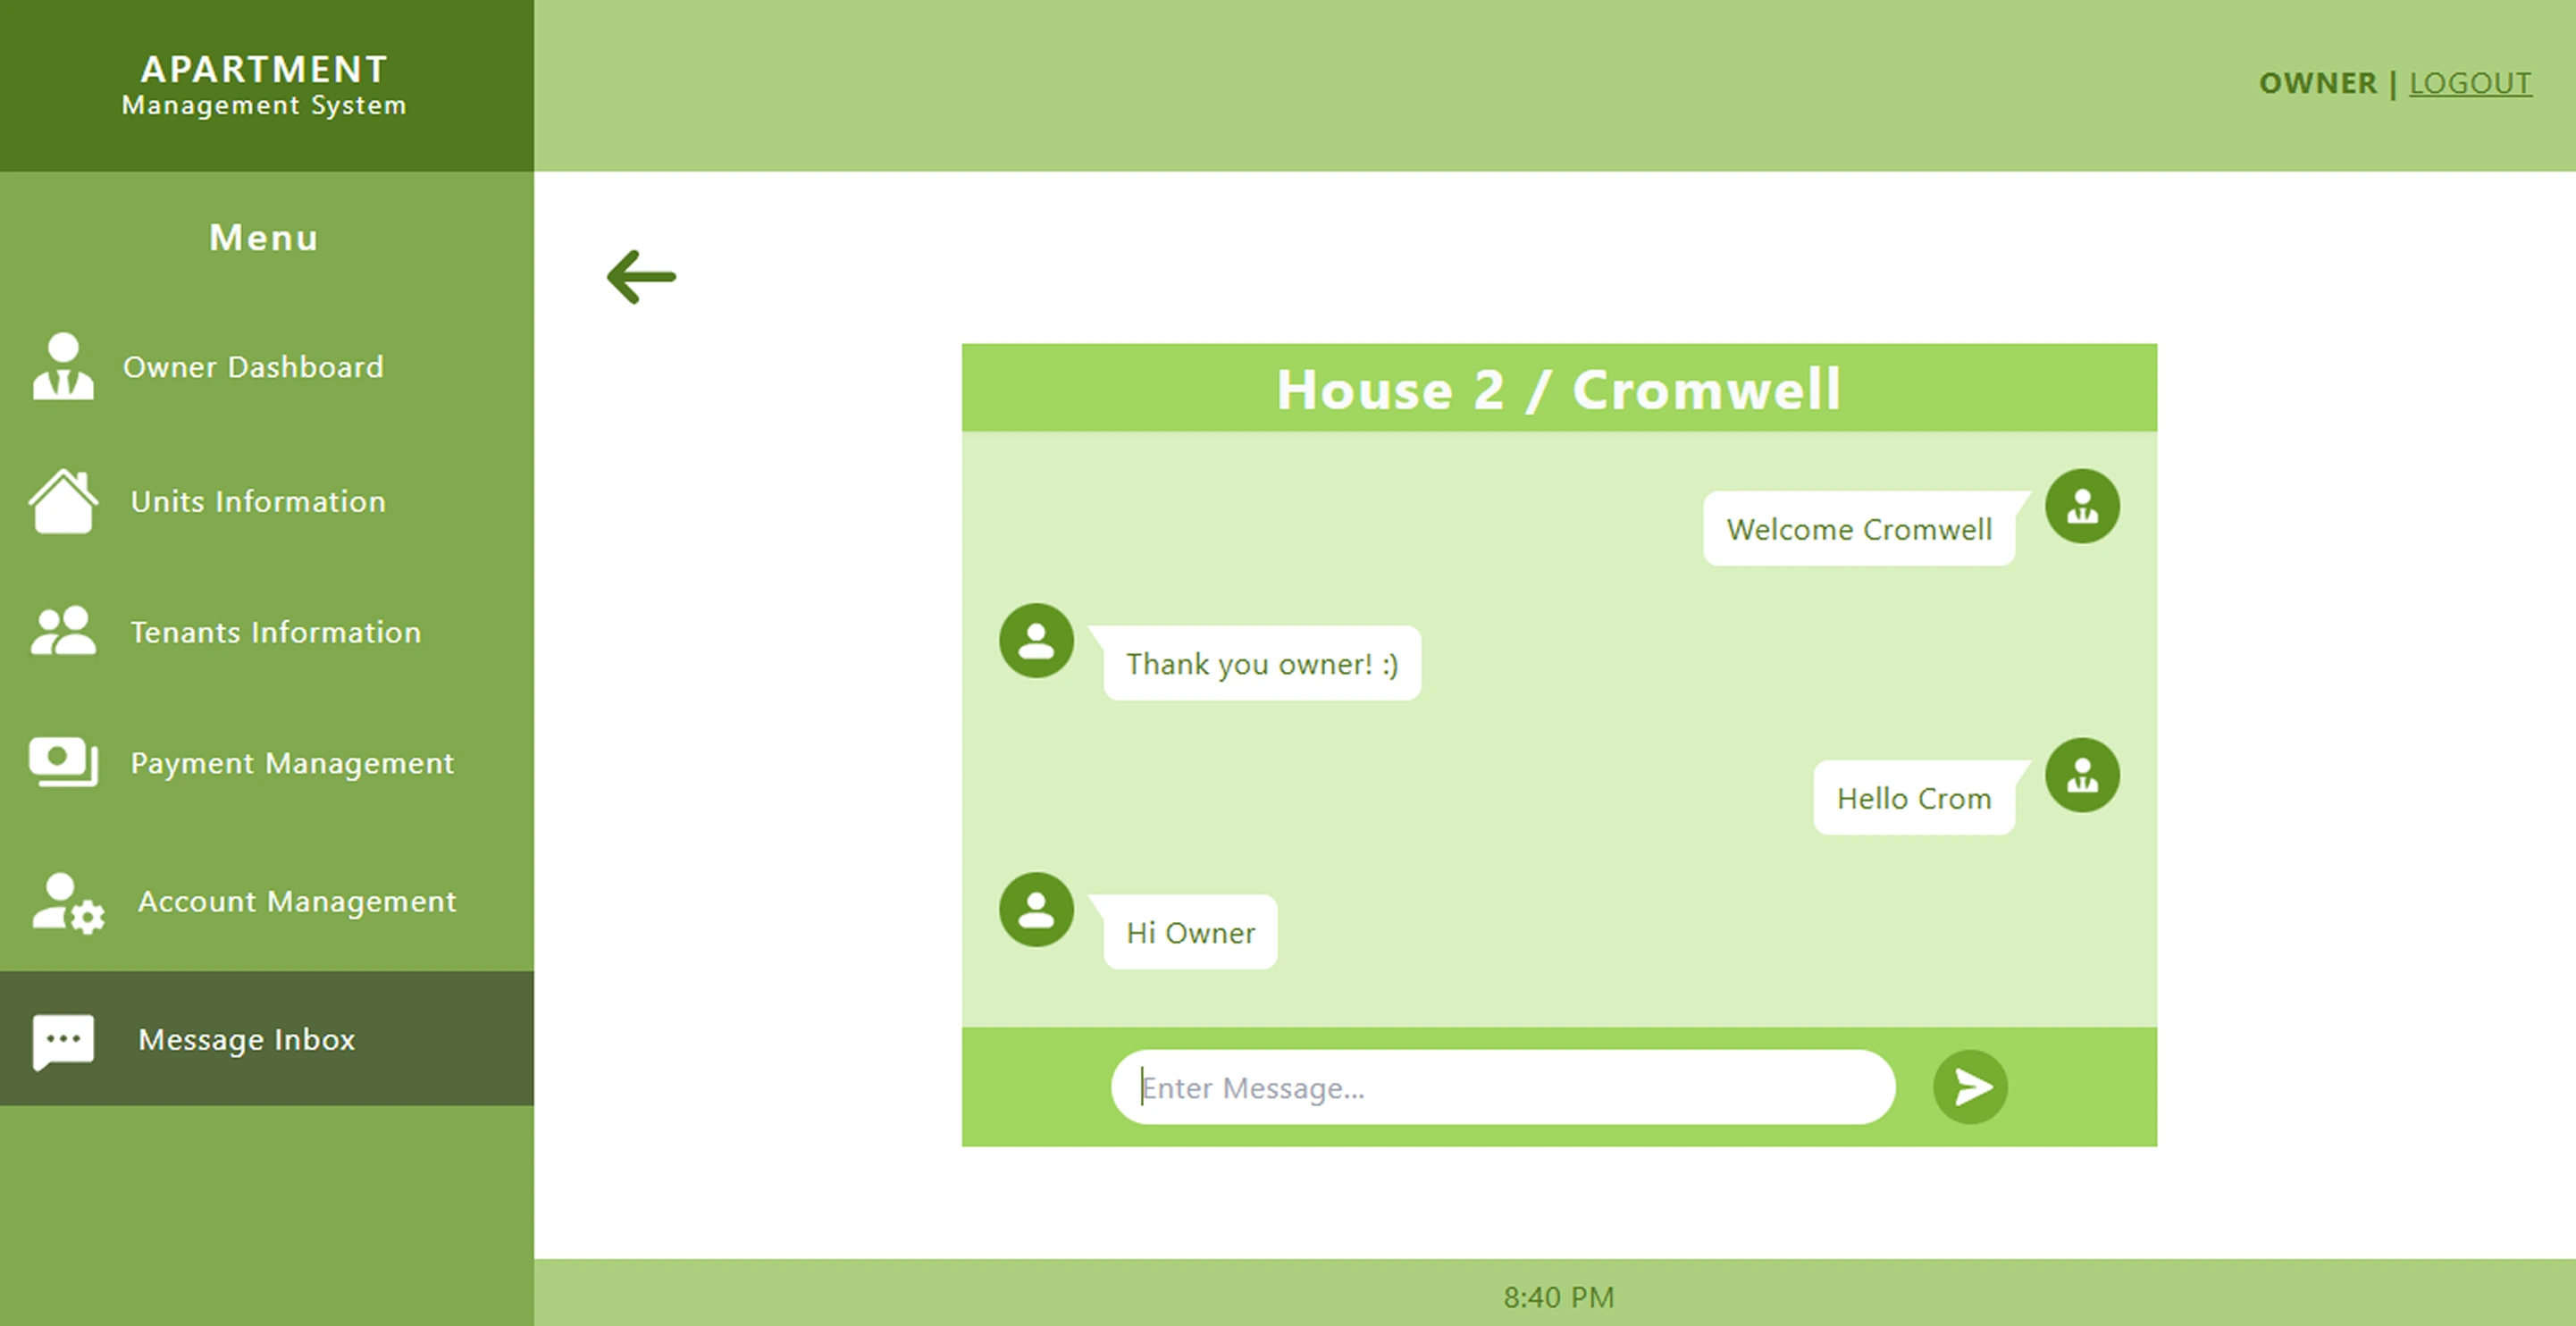 APARTMENT
Management System
OWNER | LOGOUT
Menu
Owner Dashboard
Units Information
Tenants Information
Payment Management
Account Management
Message Inbox
House 2 / Cromwell
Welcome Cromwell
Thank you owner! :)
Hello Crom
Hi Owner
Enter Message...
8:40 PM